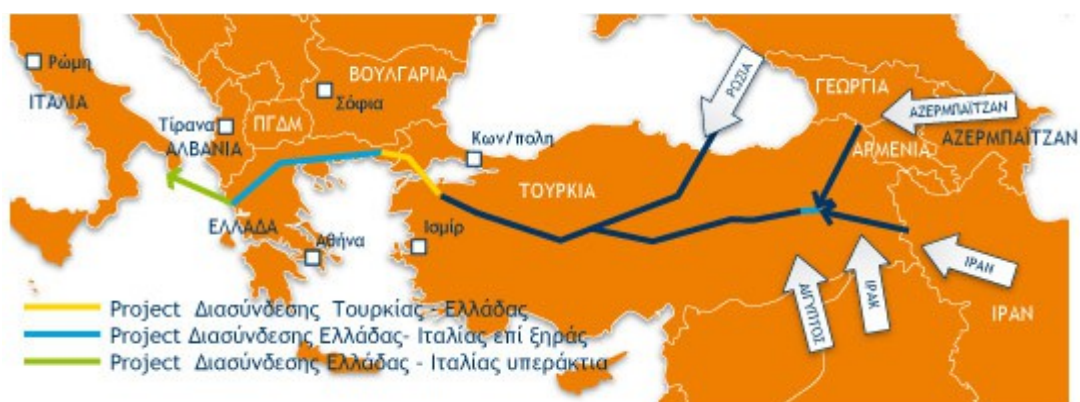 Ρώμη
ΙΤΑΛΙΑ
ΒΟΥΛΓΑΡΙΑ
Σόφια
ΠΓΔΜ
Τίρανα
ΑΛΒΑΝΙΑ
Κων/πολη
ΡΩΣΙΑ
ΓΕΩΡΓΙΑ
ΑΖΕΡΜΠΑΪΤΖΑΝ
ΑΖΕΡΜΠΑΪΤΖΑΝ
ΑΡΜΕΝΙΑ
ΤΟΥΡΚΙΑ
ΕΛΛΑΔΑ
Αθήνα
Ισμίρ
ΙΡΑΝ
ΙΡΑΚ
ΑΙΓΥΠΤΟΣ
ΙΡΑΝ
Project Διασύνδεσης Τουρκίας - Ελλάδας
Project Διασύνδεσης Ελλάδας- Ιταλίας επί ξηράς
Project Διασύνδεσης Ελλάδας - Ιταλίας υπεράκτια